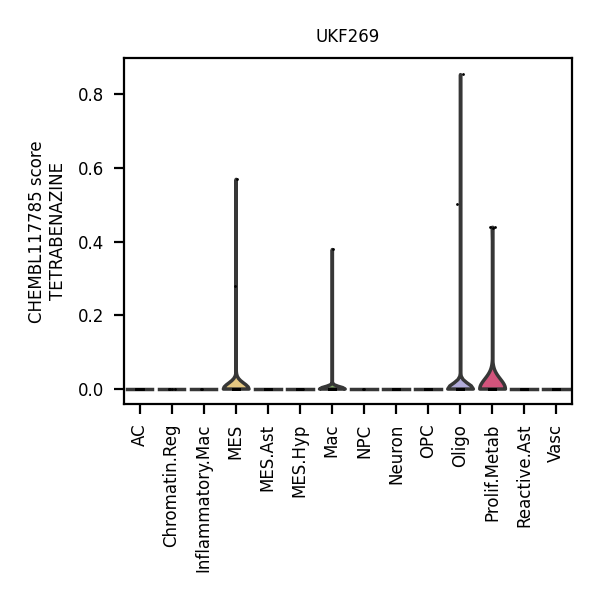 UKF269
CHEMBL117785 score
TETRABENAZINE
0.8
0.6
0.4
0.2
0.0
AC
Chromatin.Reg
Inflammatory.Mac
MES
MES.Ast
MES.Hyp
Mac
NPC
Neuron
OPC
Oligo
Prolif.Metab
Reactive.Ast
Vasc